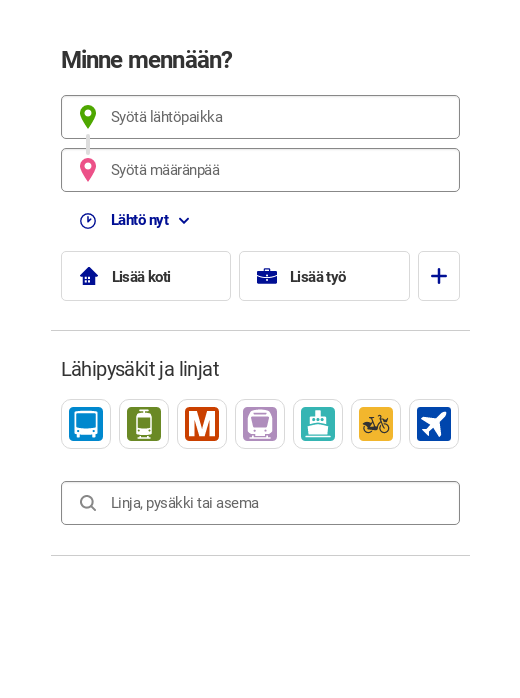 Minne mennään?
Syötä lähtöpaikka
Syötä määränpää
Lähtö nyt
Lisää koti
Lisää työ
Lähipysäkit ja linjat
M
Linja, pysäkki tai asema